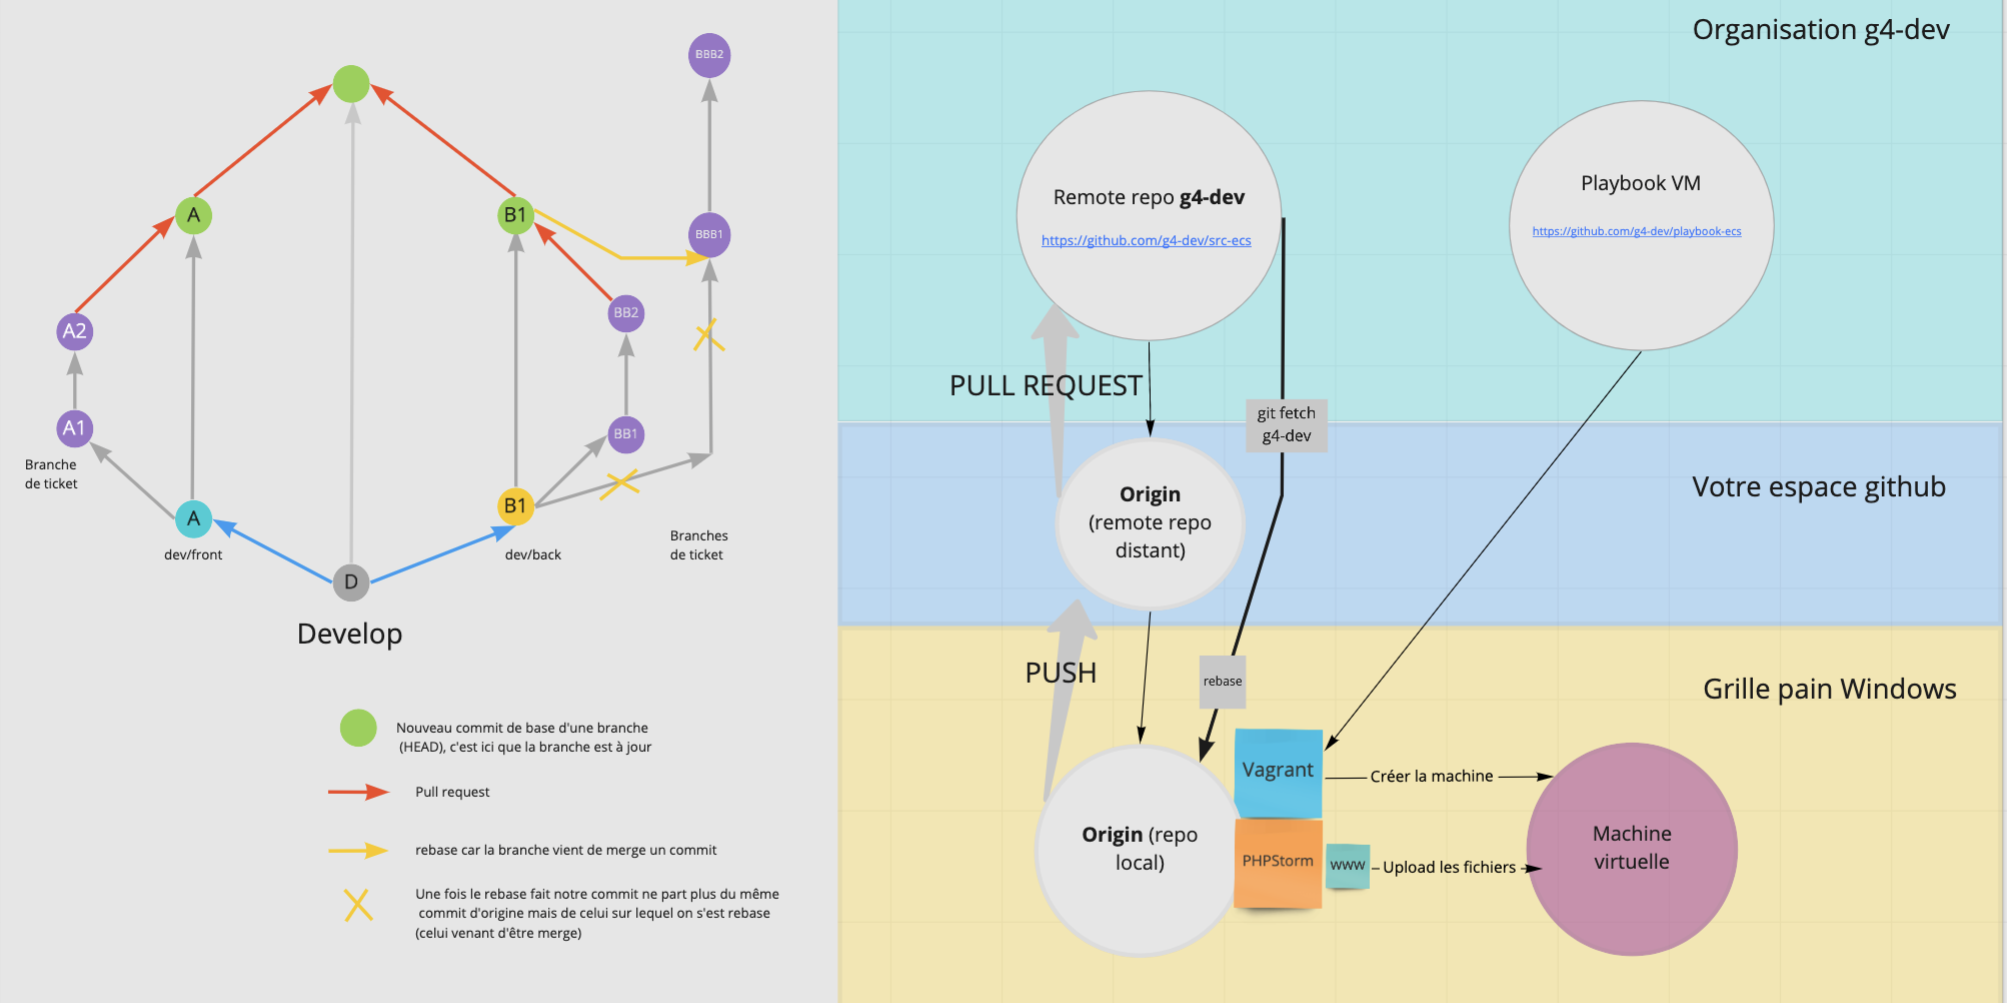 BBB2
A
B1
BBB1
A2
BB2
A1
BB1
Branche
de ticket
A
B1
dev/front
dev/back
Branches
de ticket
D
Develop
Nouveau commit de base d'une branche
(HEAD), c'est ici que la branche est à jour
Pull request
rebase car la branche vient de merge un commit
Une fois le rebase fait notre commit ne part plus du même
commit d'origine mais de celui sur lequel on s'est rebase
(celui venant d'être merge)
Organisation g4-dev
Remote repo g4-dev
https://github.com/g4-dev/src-ecs
Playbook VM
https://github.com/g4-dev/playbook-ecs
PULL REQUEST
git fetch
g4-dev
Votre espace github
Origin
(remote repo
distant)
PUSH
rebase
Grille pain Windows
Vagrant
Créer la machine
Origin (repo
local)
PHPStorm
www
Upload les fichiers
Machine
virtuelle